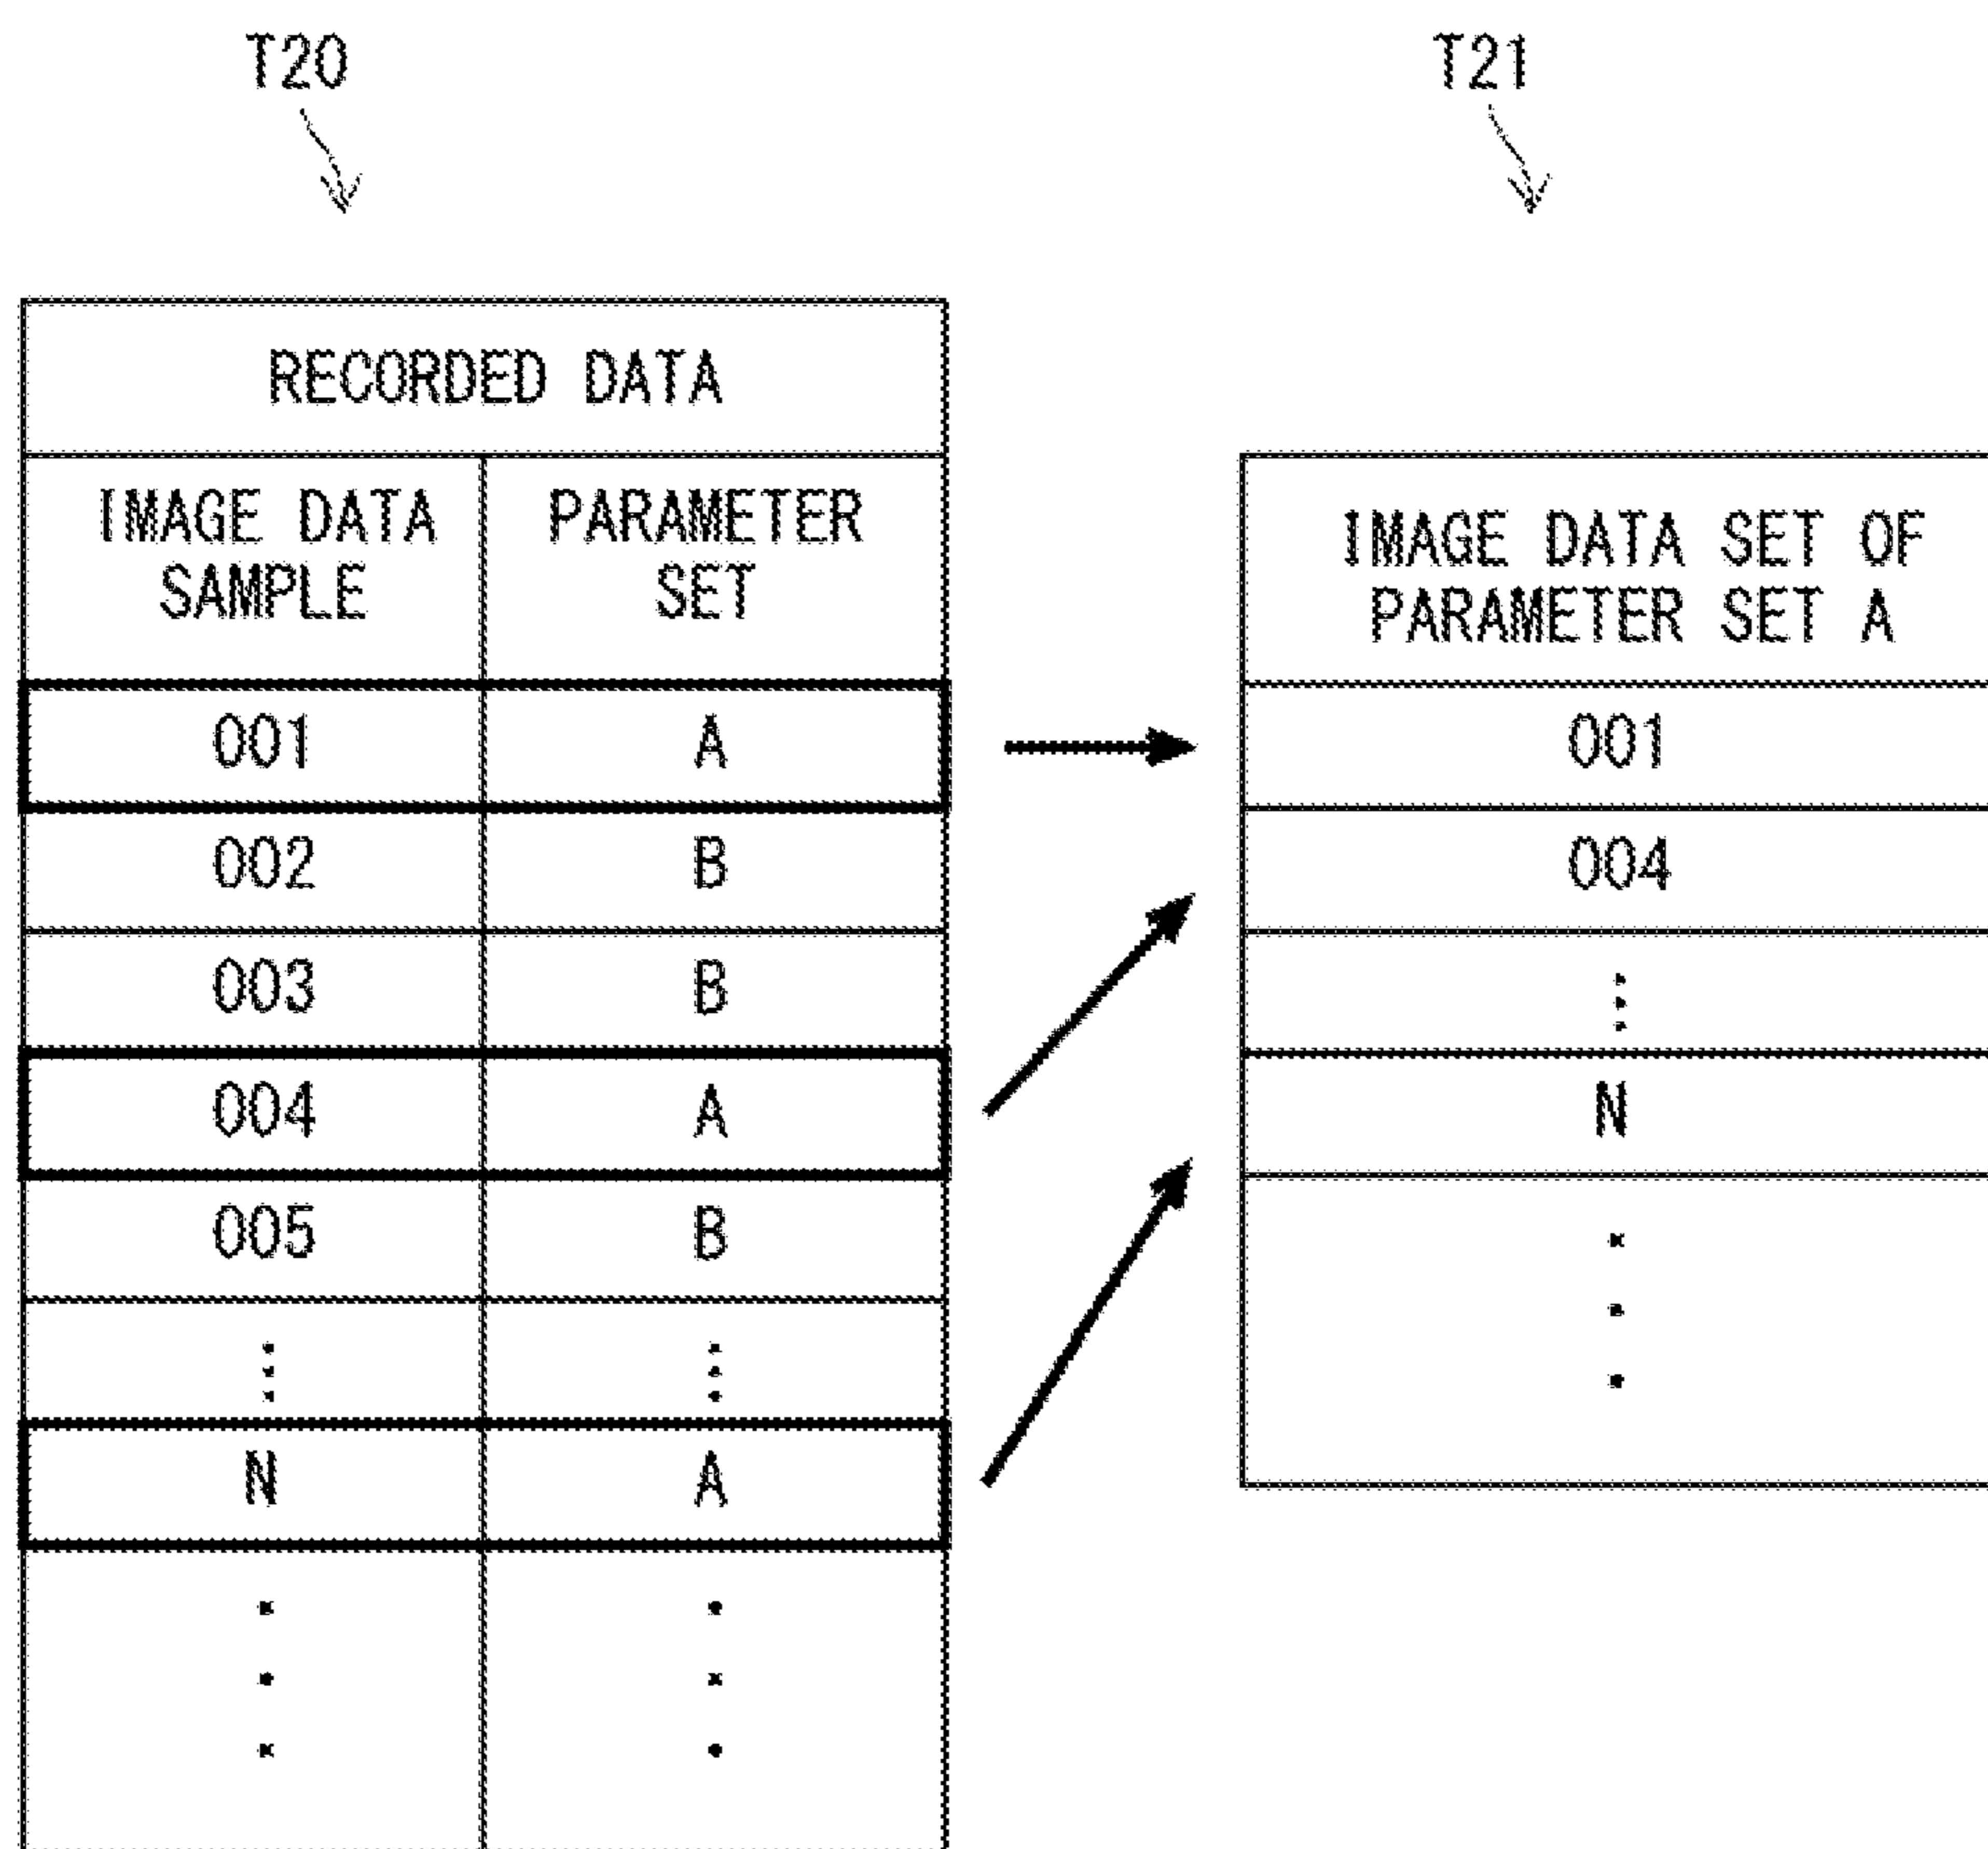 T20
T21
RECORDED DATA
IMAGE DATA
SAMPLE
PARAMETER
SET
001
A
002
B
003
B
004
A
005
B
⋮
⋮
N
A
IMAGE DATA SET OF
PARAMETER SET A
001
004
⋮
N